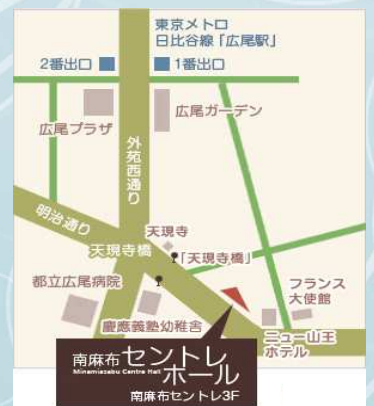 東京メトロ
日比谷線「広尾駅」
2番出口
1番出口
広尾プラザ
広尾ガーデン
外苑西通り
明治通り
天現寺
天現寺橋
「天現寺橋」
都立広尾病院
フランス
大使館
慶應義塾幼稚舎
ニュー山王
ホテル
南麻布セントレ
ホール
Minamiazabu Centre Hall
南麻布セントレ3F